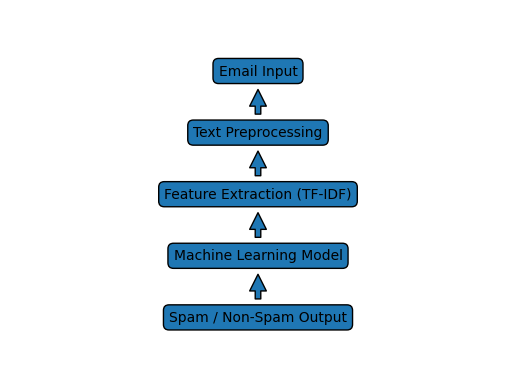 Email Input
Text Preprocessing
Feature Extraction (TF-IDF)
Machine Learning Model
Spam / Non-Spam Output